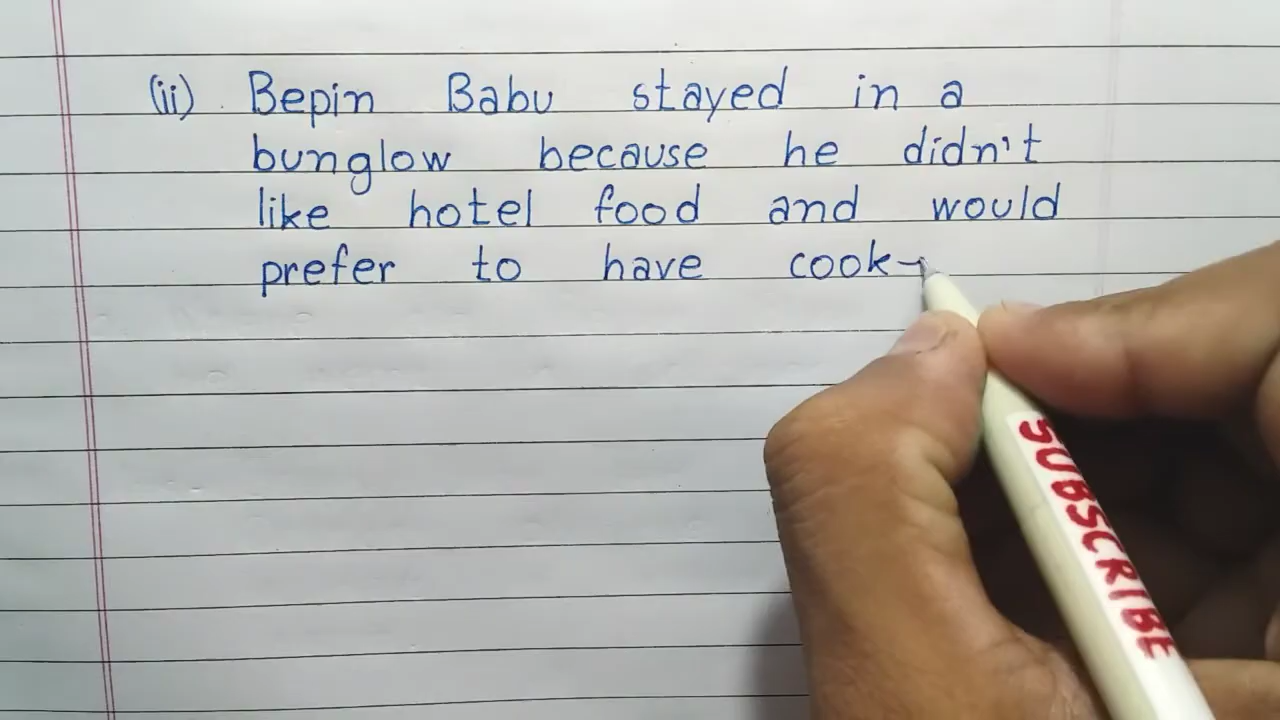 (ii) Bepin Babu stayed in a
bunglow because he didn't
like hotel food and would
prefer to have cook-
SUBSCRIBE